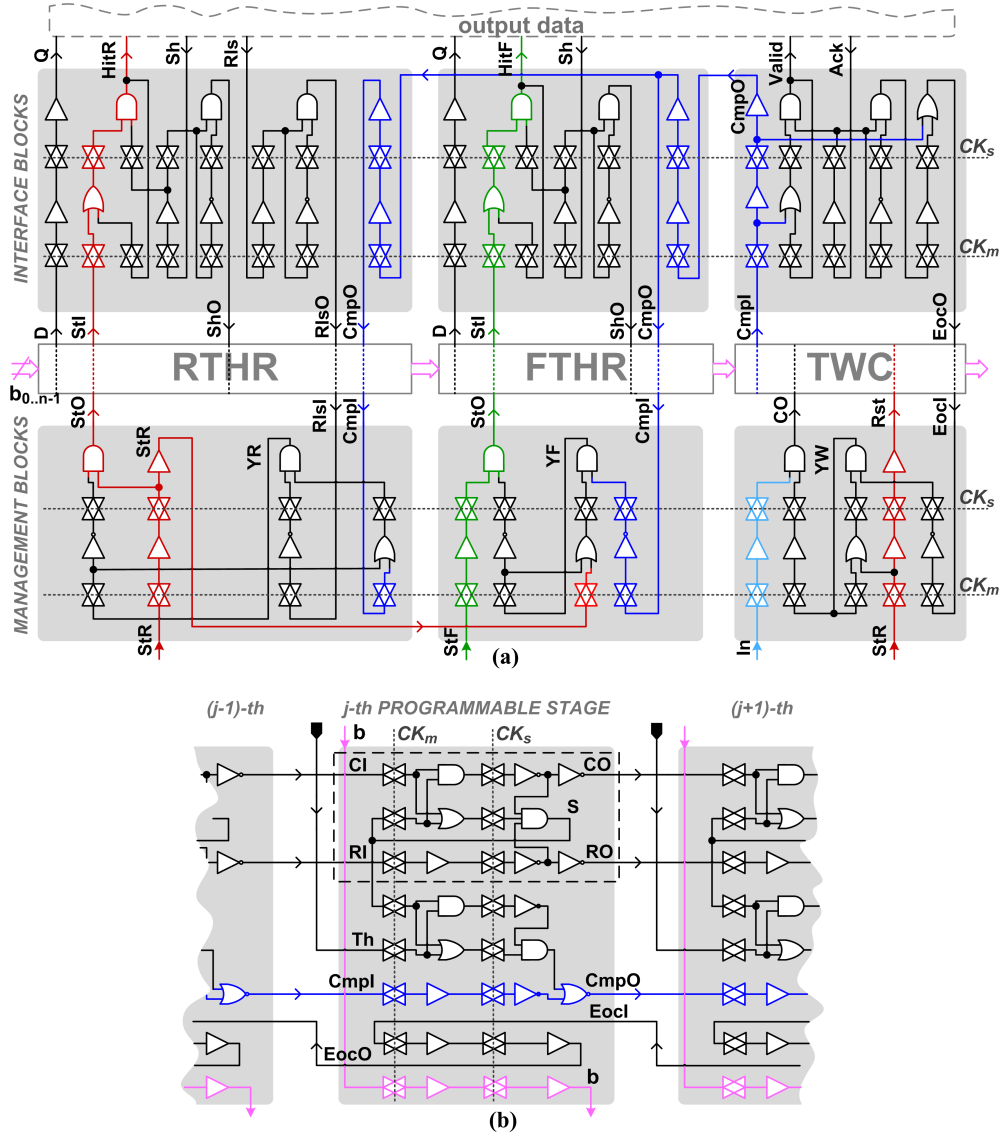 output data
Q HitR Sh Rls Q HitF Sh Valid Ack
CmpO
INTERFACE BLOCKS
CKs
CKm
D StI ShO RlsO CmpO D StI ShO CmpO CmpI EocO
b0..n-1
RTHR FTHR TWC
StO RlsI CmpI StO CmpI CO Rst EocI
StR YR YF YW
MANAGEMENT BLOCKS
CKs
CKm
StR StF In StR
(a)
(j-1)-th j-th PROGRAMMABLE STAGE (j+1)-th
b CKm CKs
CI CO
S
RI RO
Th
CmpI CmpO
EocI
EocO
b
(b)